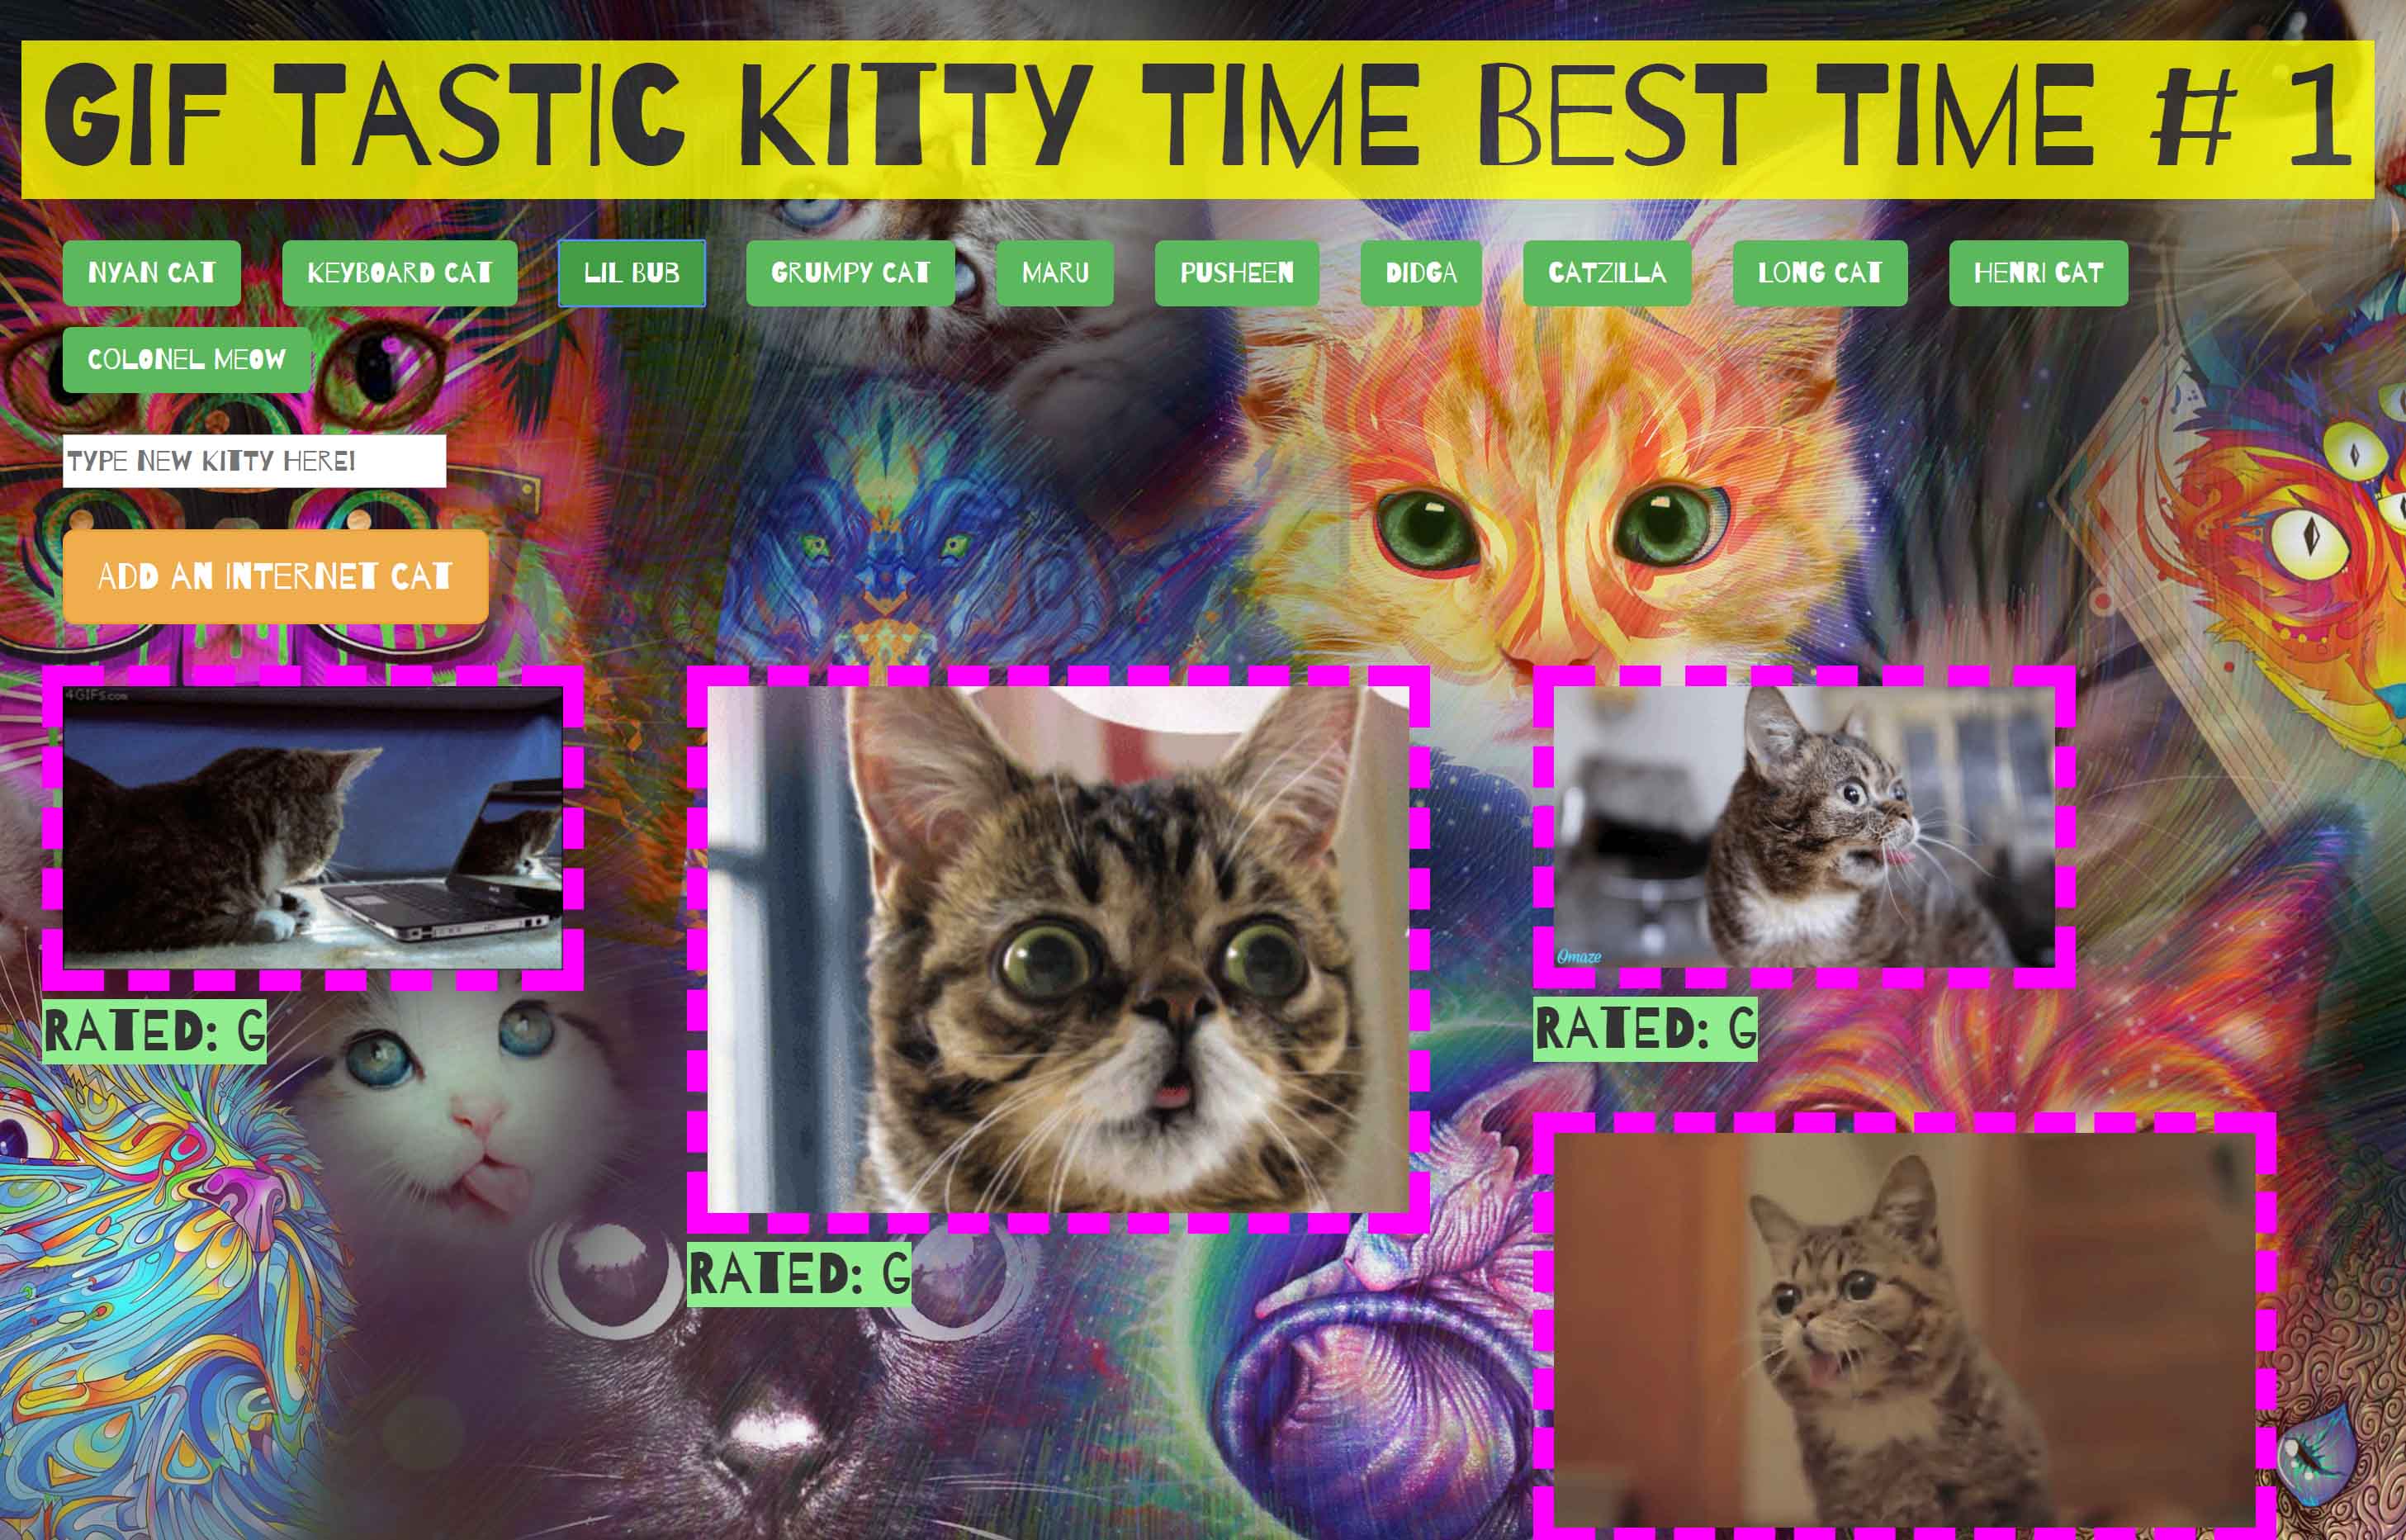 GIF TASTIC KITTY TIME BEST TIME # 1
NYAN CAT KEYBOARD CAT LIL BUB GRUMPY CAT MARU PUSHEEN DIDGA CATZILLA LONG CAT HENRI CAT
COLONEL MEOW
TYPE NEW KITTY HERE!
ADD AN INTERNET CAT
4GIFs.com
Omaze
RATED: G
RATED: G
RATED: G